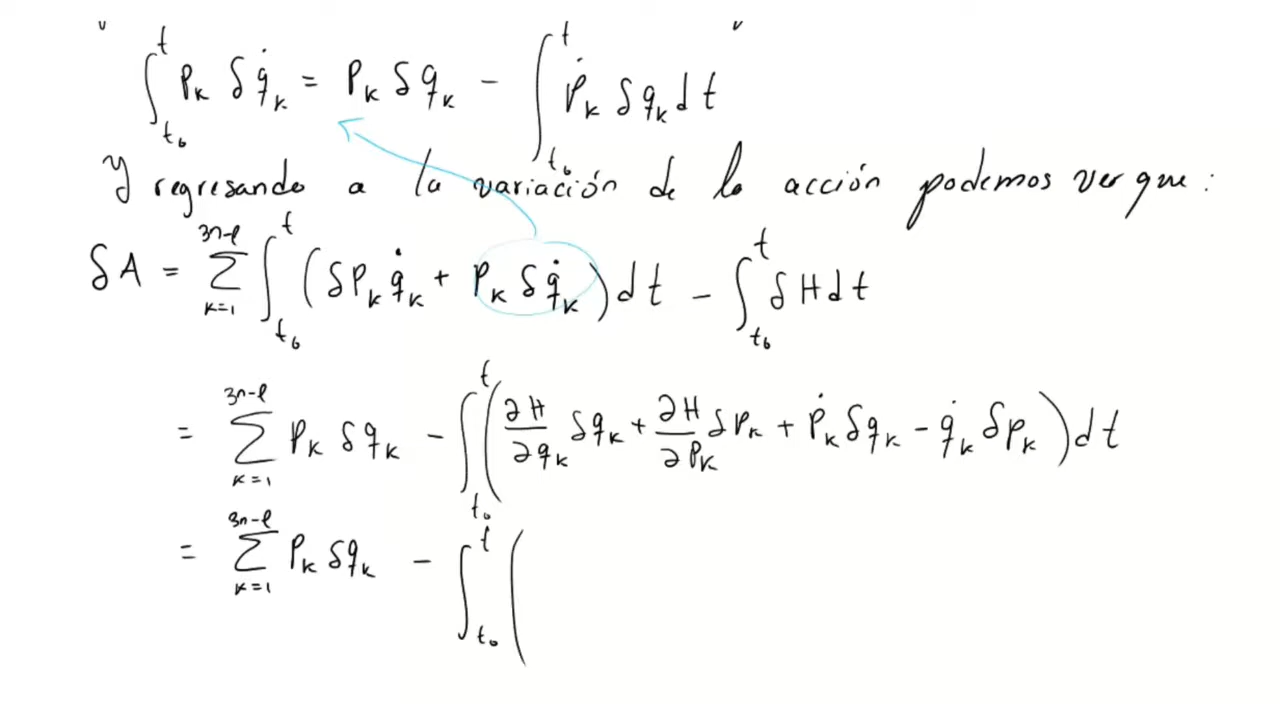 ∫_{t₀}^{t} P_k δq̇_k = P_k δq_k - ∫_{t₀}^{t} Ṗ_k δq_k dt
Y regresando a la variación de la acción podemos ver que:
δA = Σ_{k=1}^{3n-l} ∫_{t₀}^{t} (δP_k q̇_k + P_k δq̇_k) dt - ∫_{t₀}^{t} δH dt
= Σ_{k=1}^{3n-l} P_k δq_k - ∫_{t₀}^{t} (∂H/∂q_k δq_k + ∂H/∂P_k δP_k + Ṗ_k δq_k - q̇_k δp_k) dt
= Σ_{k=1}^{3n-l} P_k δq_k - ∫_{t₀}^{t} (